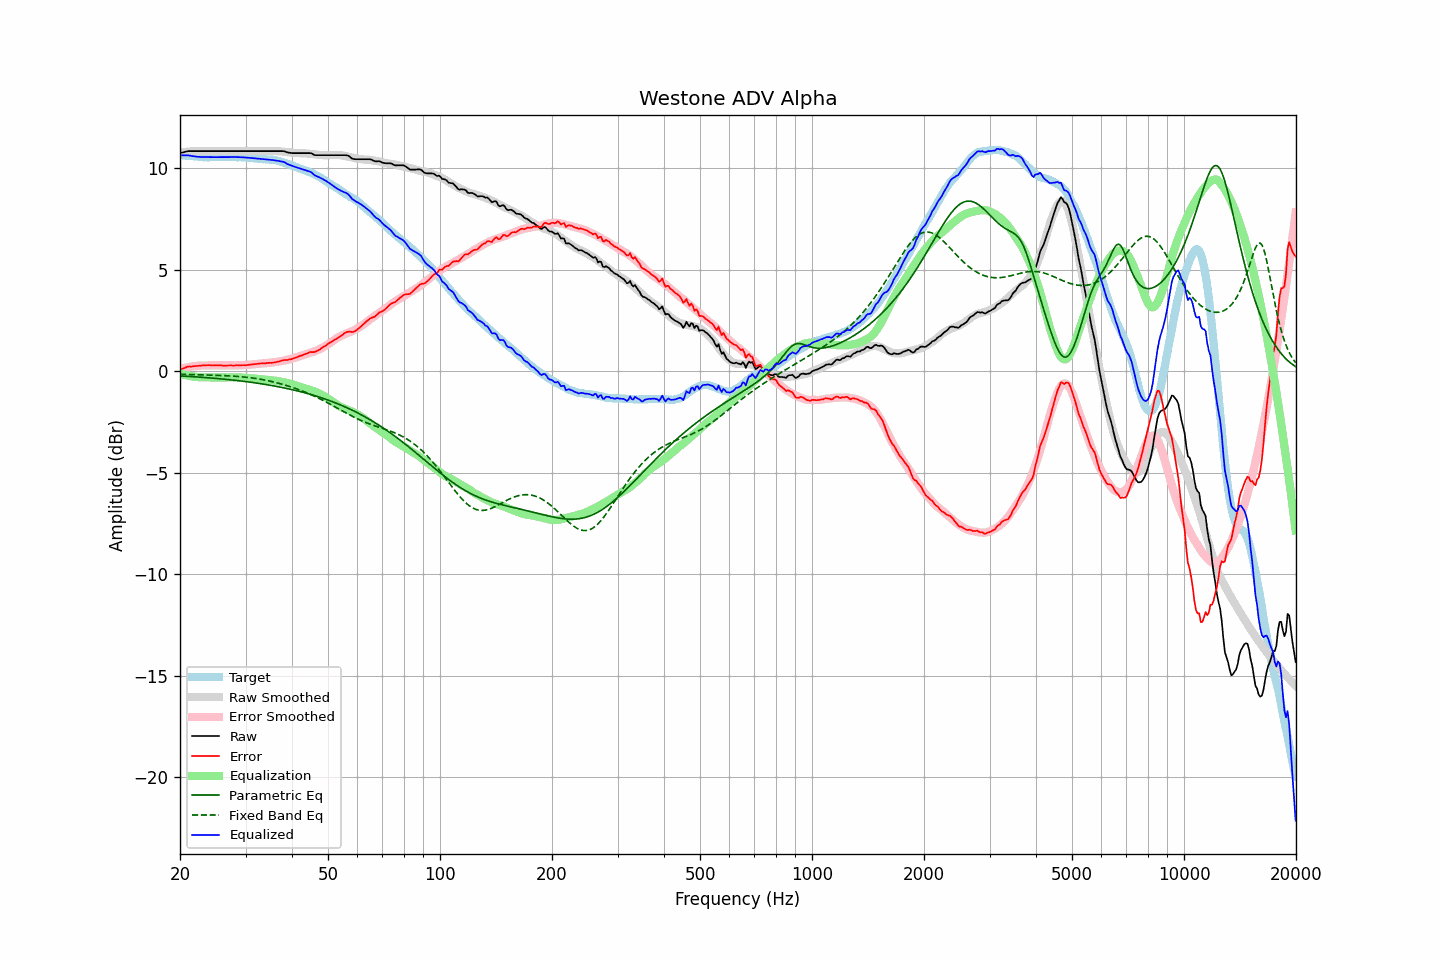 Westone ADV Alpha
Amplitude (dBr)
10
5
0
−5
−10
−15
−20
Target
Raw Smoothed
Error Smoothed
Raw
Error
Equalization
Parametric Eq
Fixed Band Eq
Equalized
20
50
100
200
500
1000
2000
5000
10000
20000
Frequency (Hz)